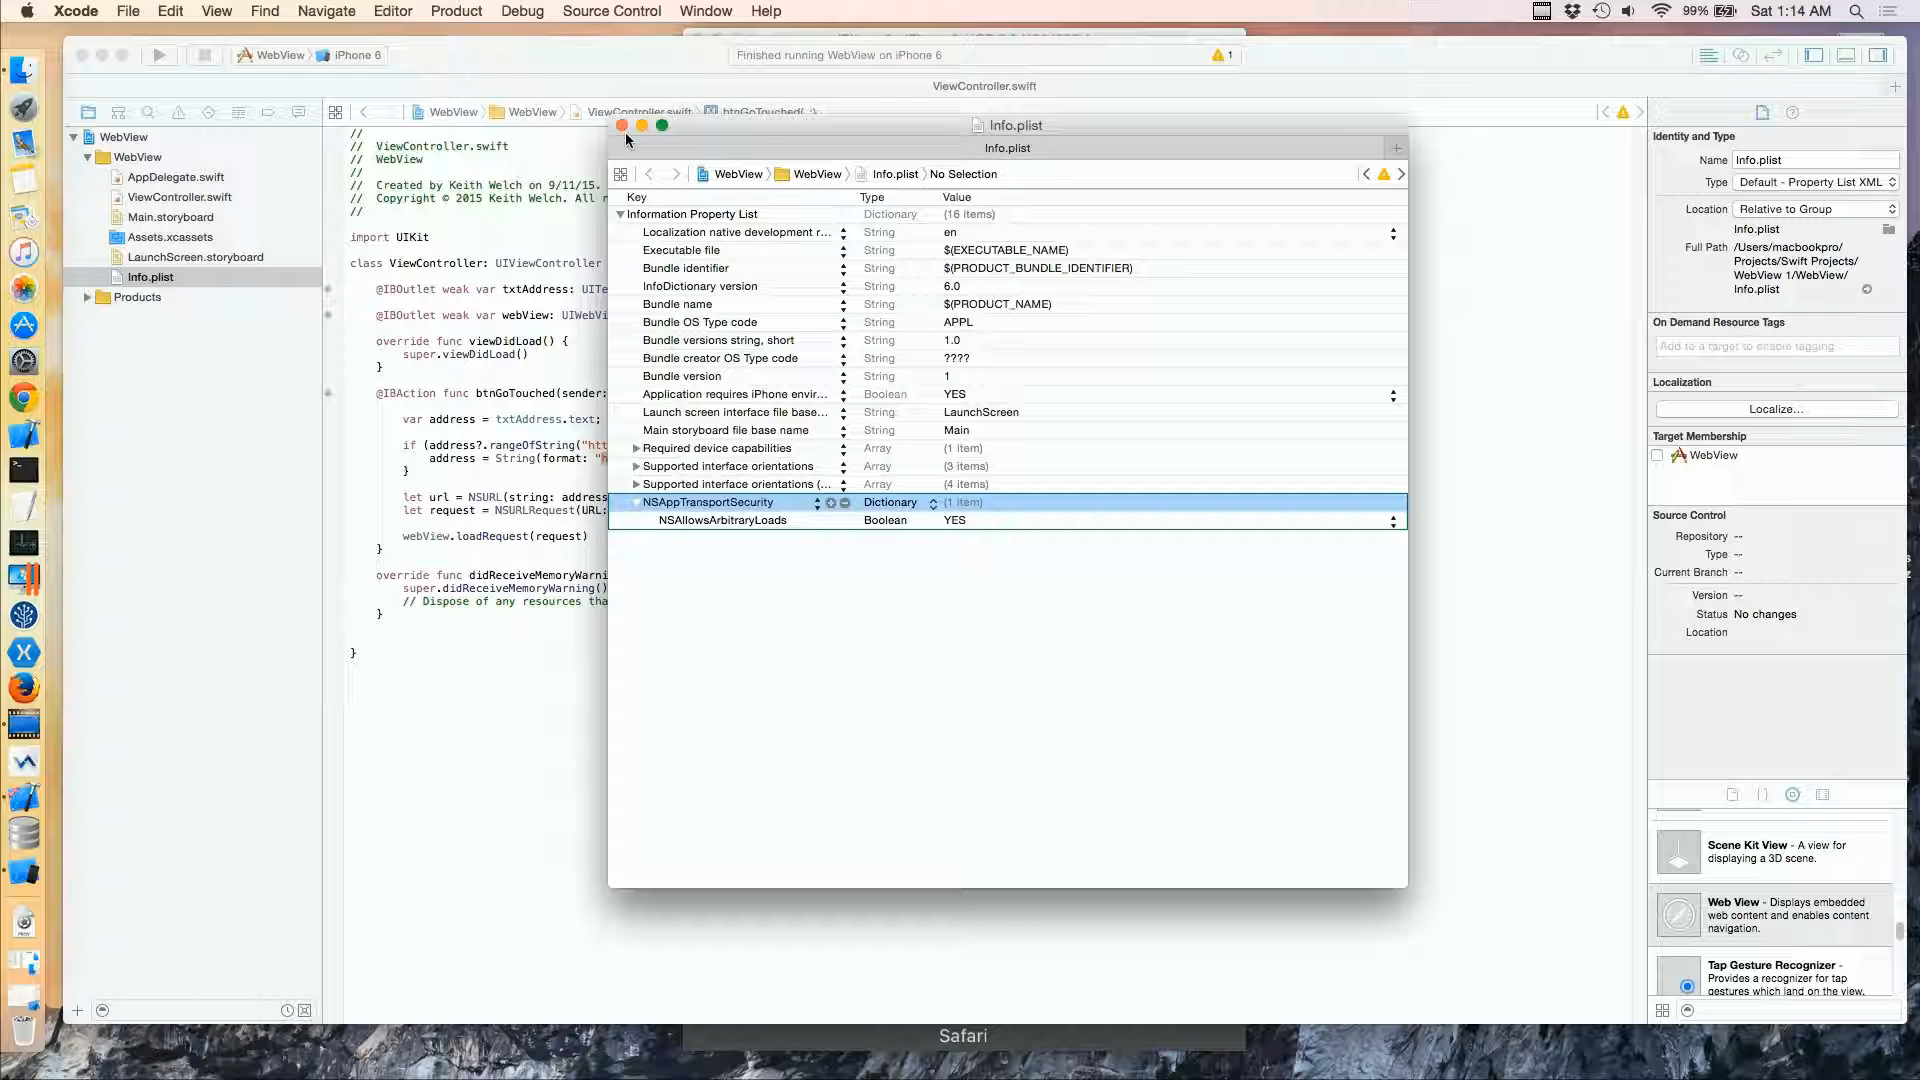 Xcode File Edit View Find Navigate Editor Product Debug Source Control Window Help 99% Sat 1:14 AM
WebView iPhone 6 Finished running WebView on iPhone 6 1
ViewController.swift
WebView WebView ViewController.swift btnGoTouched(
WebView
WebView
AppDelegate.swift
ViewController.swift
Main.storyboard
Assets.xcassets
LaunchScreen.storyboard
Info.plist
Products
//
// ViewController.swift
// WebView
//
// Created by Keith Welch on 9/11/15.
// Copyright © 2015 Keith Welch. All r
//
import UIKit
class ViewController: UIViewController
@IBOutlet weak var txtAddress: UITe
@IBOutlet weak var webView: UIWebVi
override func viewDidLoad() {
super.viewDidLoad()
}
@IBAction func btnGoTouched(sender:
var address = txtAddress.text;
if (address?.rangeOfString("htt
address = String(format: "h
}
let url = NSURL(string: address
let request = NSURLRequest(URL:
webView.loadRequest(request)
}
override func didReceiveMemoryWarni
super.didReceiveMemoryWarning()
// Dispose of any resources tha
}
}
Info.plist
Info.plist
WebView WebView Info.plist No Selection
Key Type Value
Information Property List Dictionary (16 items)
Localization native development r... String en
Executable file String $(EXECUTABLE_NAME)
Bundle identifier String $(PRODUCT_BUNDLE_IDENTIFIER)
InfoDictionary version String 6.0
Bundle name String $(PRODUCT_NAME)
Bundle OS Type code String APPL
Bundle versions string, short String 1.0
Bundle creator OS Type code String ????
Bundle version String 1
Application requires iPhone envir... Boolean YES
Launch screen interface file base... String LaunchScreen
Main storyboard file base name String Main
Required device capabilities Array (1 item)
Supported interface orientations Array (3 items)
Supported interface orientations (... Array (4 items)
NSAppTransportSecurity Dictionary (1 item)
NSAllowsArbitraryLoads Boolean YES
Identity and Type
Name Info.plist
Type Default - Property List XML
Location Relative to Group
Info.plist
Full Path /Users/macbookpro/
Projects/Swift Projects/
WebView 1/WebView/
Info.plist
On Demand Resource Tags
Add to a target to enable tagging
Localization
Localize...
Target Membership
WebView
Source Control
Repository --
Type --
Current Branch --
Version --
Status No changes
Location
Scene Kit View - A view for
displaying a 3D scene.
Web View - Displays embedded
web content and enables content
navigation.
Tap Gesture Recognizer -
Provides a recognizer for tap
gestures which land on the view.
Safari